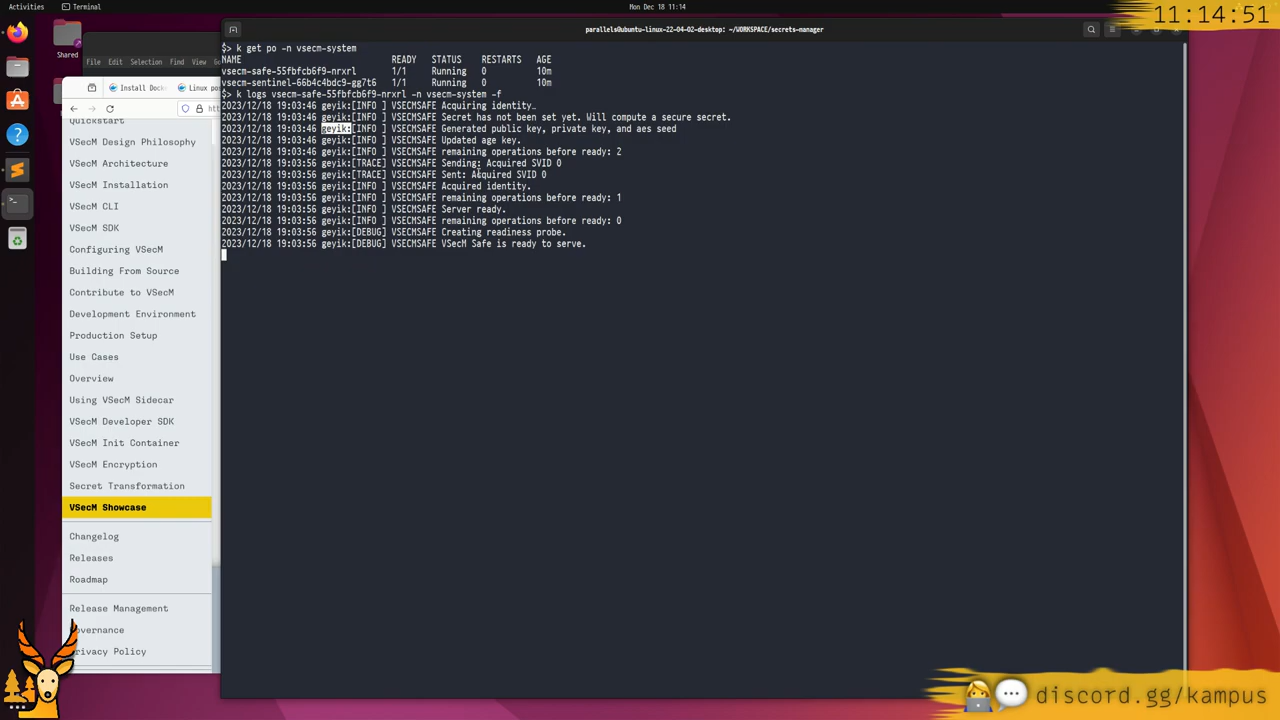 Activities
Terminal
Mon Dec 18 11:14
11:14:51
Shared
File Edit Selection Find View
Install Dock
Linux pos
Quickstart
VSecM Design Philosophy
VSecM Architecture
VSecM Installation
VSecM CLI
VSecM SDK
Configuring VSecM
Building From Source
Contribute to VSecM
Development Environment
Production Setup
Use Cases
Overview
Using VSecM Sidecar
VSecM Developer SDK
VSecM Init Container
VSecM Encryption
Secret Transformation
VSecM Showcase
Changelog
Releases
Roadmap
Release Management
Governance
Privacy Policy
parallels@ubuntu-linux-22-04-02-desktop: ~/WORKSPACE/secrets-manager
$> k get po -n vsecm-system
NAME READY STATUS RESTARTS AGE
vsecm-safe-55fbfcb6f9-nrxrl 1/1 Running 0 10m
vsecm-sentinel-66b4c4bdc9-gg7t6 1/1 Running 0 10m
$> k logs vsecm-safe-55fbfcb6f9-nrxrl -n vsecm-system -f
2023/12/18 19:03:46 geyik:[INFO ] VSECMSAFE Acquiring identity…
2023/12/18 19:03:46 geyik:[INFO ] VSECMSAFE Secret has not been set yet. Will compute a secure secret.
2023/12/18 19:03:46 geyik:[INFO ] VSECMSAFE Generated public key, private key, and aes seed
2023/12/18 19:03:46 geyik:[INFO ] VSECMSAFE Updated age key.
2023/12/18 19:03:46 geyik:[INFO ] VSECMSAFE remaining operations before ready: 2
2023/12/18 19:03:56 geyik:[TRACE] VSECMSAFE Sending: Acquired SVID 0
2023/12/18 19:03:56 geyik:[TRACE] VSECMSAFE Sent: Acquired SVID 0
2023/12/18 19:03:56 geyik:[INFO ] VSECMSAFE Acquired identity.
2023/12/18 19:03:56 geyik:[INFO ] VSECMSAFE remaining operations before ready: 1
2023/12/18 19:03:56 geyik:[INFO ] VSECMSAFE Server ready.
2023/12/18 19:03:56 geyik:[INFO ] VSECMSAFE remaining operations before ready: 0
2023/12/18 19:03:56 geyik:[DEBUG] VSECMSAFE Creating readiness probe.
2023/12/18 19:03:56 geyik:[DEBUG] VSECMSAFE VSecM Safe is ready to serve.
discord.gg/kampus